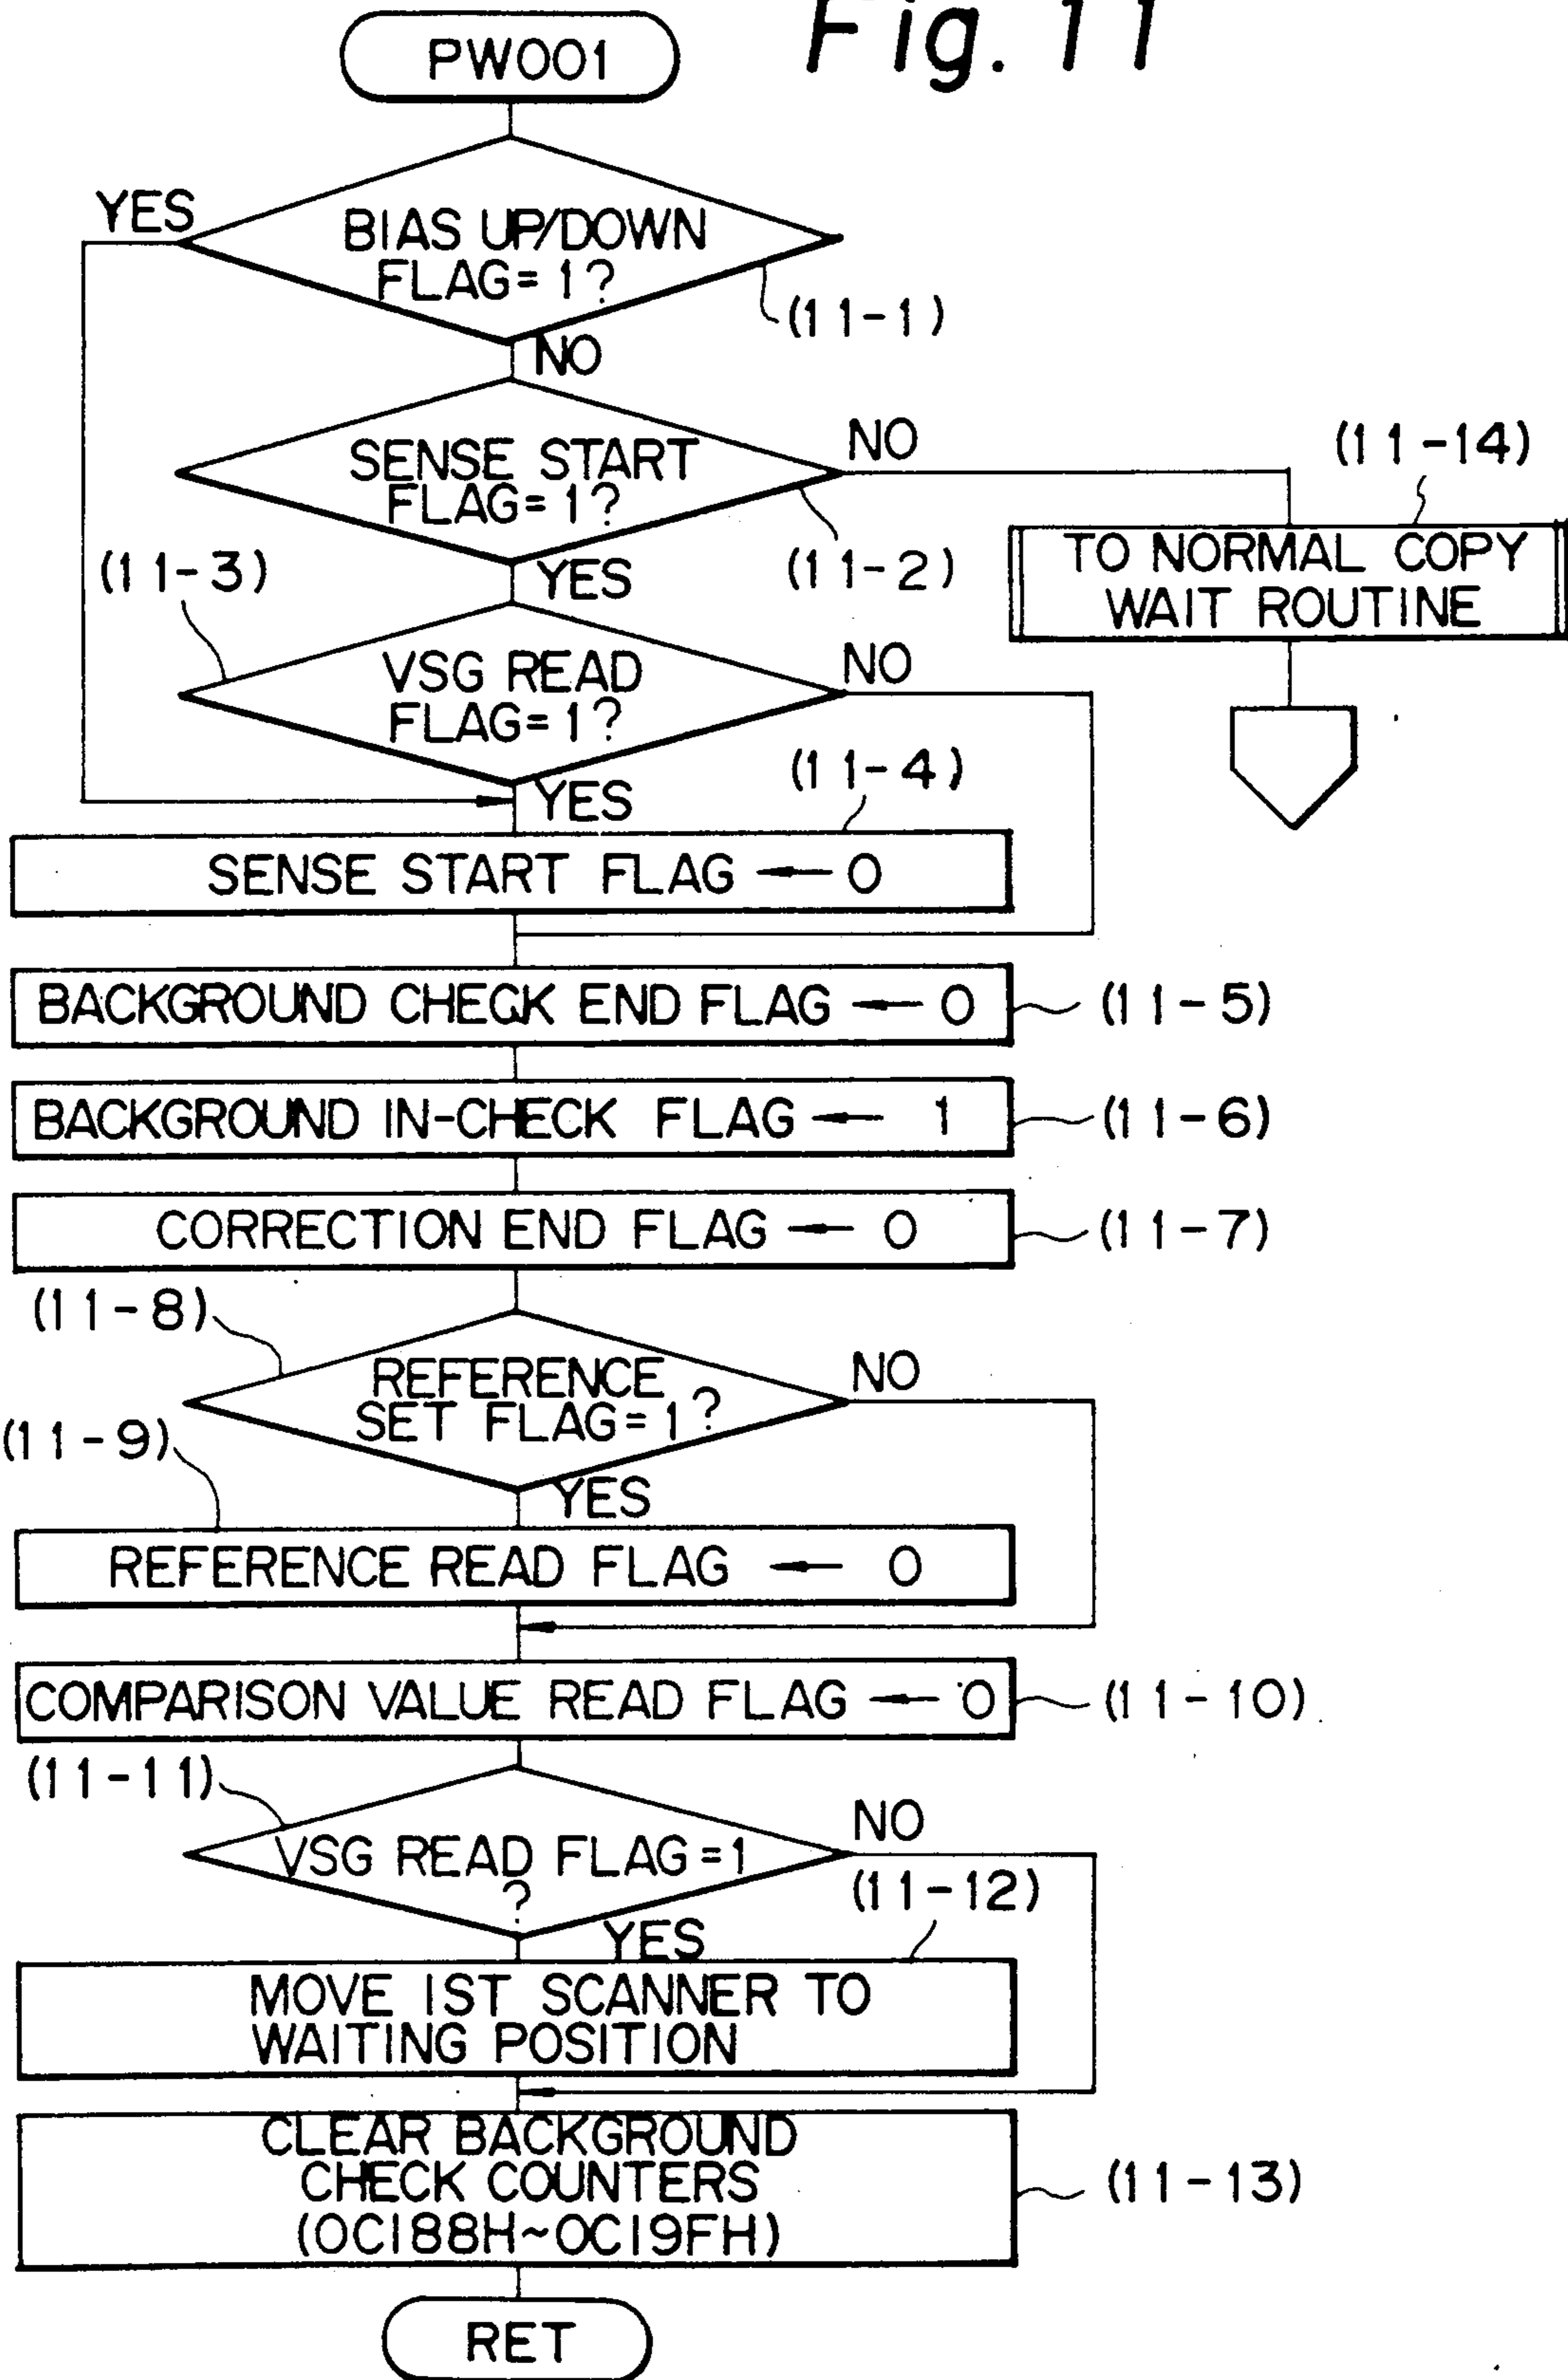 Fig. 11
PW001
YES
BIAS UP/DOWN
FLAG=1?
(11-1)
NO
SENSE START
FLAG=1?
NO
(11-14)
(11-3)
YES
(11-2)
TO NORMAL COPY
WAIT ROUTINE
VSG READ
FLAG=1?
NO
(11-4)
YES
SENSE START FLAG ← 0
BACKGROUND CHECK END FLAG ← 0
(11-5)
BACKGROUND IN-CHECK FLAG ← 1
(11-6)
CORRECTION END FLAG ← 0
(11-7)
(11-8)
REFERENCE
SET FLAG=1?
NO
(11-9)
YES
REFERENCE READ FLAG ← 0
COMPARISON VALUE READ FLAG ← 0
(11-10)
(11-11)
VSG READ FLAG=1
?
NO
(11-12)
YES
MOVE 1ST SCANNER TO
WAITING POSITION
CLEAR BACKGROUND
CHECK COUNTERS
(0C188H~0C19FH)
(11-13)
RET